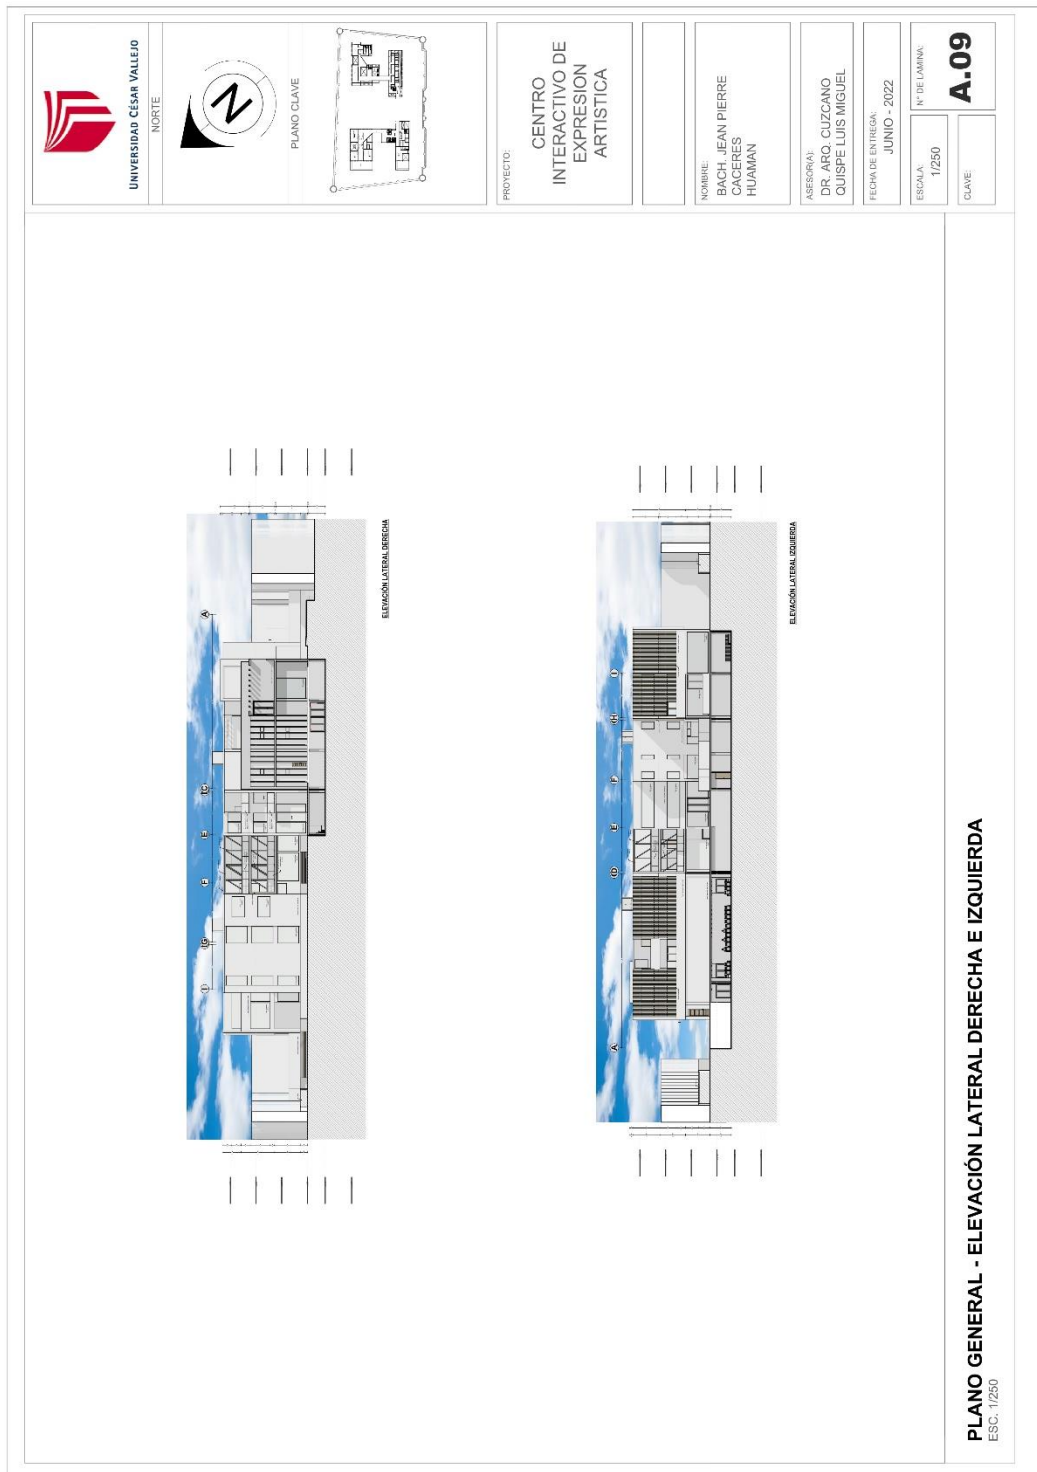 UNIVERSIDAD CÉSAR VALLEJO
NORTE
N
PLANO CLAVE
PROYECTO:
CENTRO
INTERACTIVO DE
EXPRESION
ARTISTICA
NOMBRE:
BACH. JEAN PIERRE
CACERES
HUAMAN
ASESOR(A):
DR. ARQ. CUZCANO
QUISPE LUIS MIGUEL
FECHA DE ENTREGA:
JUNIO - 2022
ESCALA:
1/250
N° DE LAMINA:
A.09
CLAVE:
ELEVACIÓN LATERAL DERECHA
ELEVACIÓN LATERAL IZQUIERDA
PLANO GENERAL - ELEVACIÓN LATERAL DERECHA E IZQUIERDA
ESC. 1/250